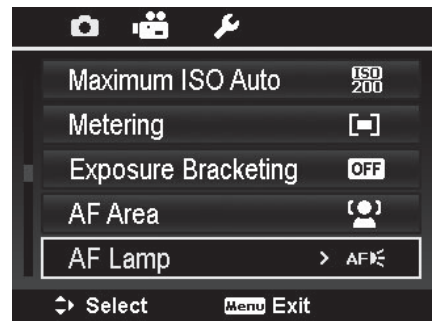 Maximum ISO Auto ISO 200
Metering
Exposure Bracketing OFF
AF Area
AF Lamp > AF
Select Menu Exit